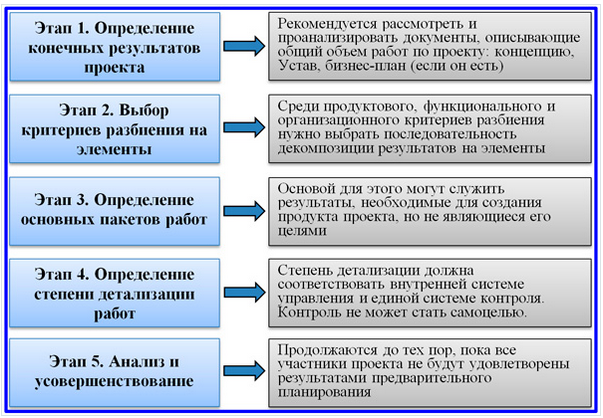 Этап 1. Определение
конечных результатов
проекта
Рекомендуется рассмотреть и
проанализировать документы, описывающие
общий объем работ по проекту: концепцию,
Устав, бизнес-план (если он есть)
Этап 2. Выбор
критериев разбиения на
элементы
Среди продуктового, функционального и
организационного критериев разбиения
нужно выбрать последовательность
декомпозиции результатов на элементы
Этап 3. Определение
основных пакетов работ
Основой для этого могут служить
результаты, необходимые для создания
продукта проекта, но не являющиеся его
целями
Этап 4. Определение
степени детализации
работ
Степень детализации должна
соответствовать внутренней системе
управления и единой системе контроля.
Контроль не может стать самоцелью.
Этап 5. Анализ и
усовершенствование
Продолжаются до тех пор, пока все
участники проекта не будут удовлетворены
результатами предварительного
планирования